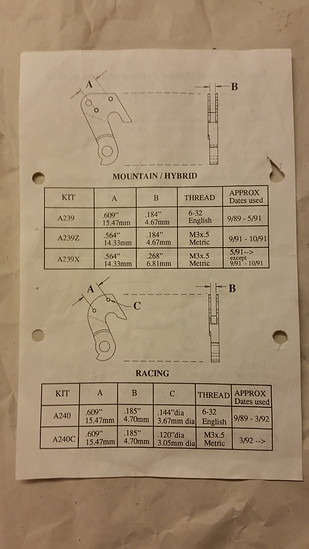 A
B
MOUNTAIN / HYBRID
KIT A B THREAD APPROX Dates used
A239 .609" 15.47mm .184" 4.67mm 6-32 English 9/89 - 5/91
A239Z .564" 14.33mm .184" 4.67mm M3x.5 Metric 9/91 - 10/91
A239X .564" 14.33mm .268" 6.81mm M3x.5 Metric 5/91--> except 9/91 - 10/91
A
B
C
RACING
KIT A B C THREAD APPROX Dates used
A240 .609" 15.47mm .185" 4.70mm .144"dia 3.67mm dia 6-32 English 9/89 - 3/92
A240C .609" 15.47mm .185" 4.70mm .120"dia 3.05mm dia M3x.5 Metric 3/92 -->